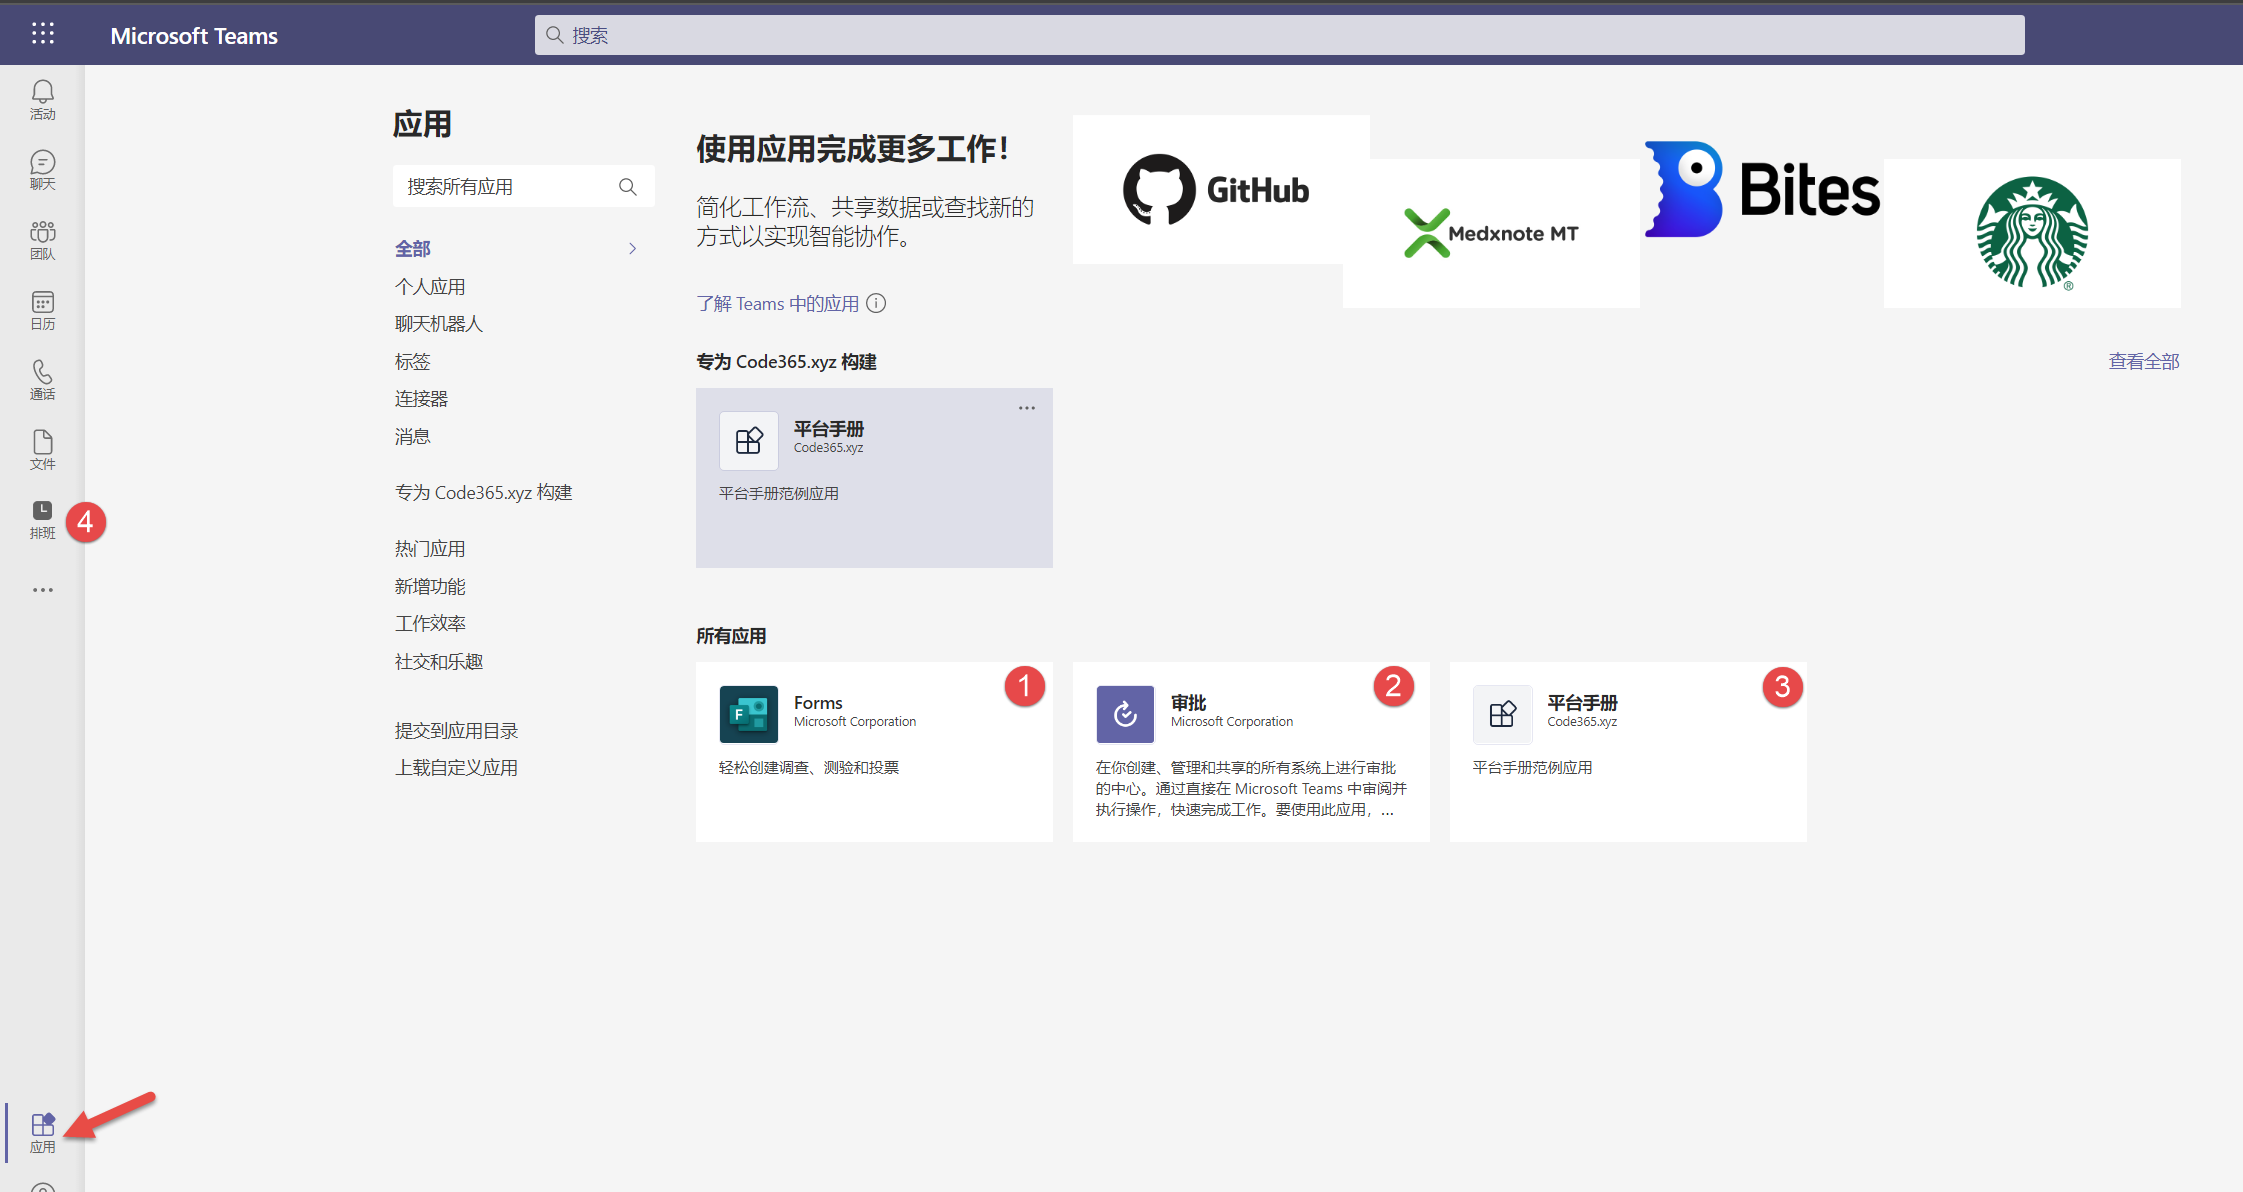 Microsoft Teams
搜索
活动
聊天
团队
日历
通话
文件
排班
4
应用
应用
搜索所有应用
全部
个人应用
聊天机器人
标签
连接器
消息
专为 Code365.xyz 构建
热门应用
新增功能
工作效率
社交和乐趣
提交到应用目录
上载自定义应用
使用应用完成更多工作!
简化工作流、共享数据或查找新的
方式以实现智能协作。
了解 Teams 中的应用
GitHub
Medxnote MT
Bites
®
专为 Code365.xyz 构建
查看全部
平台手册
Code365.xyz
平台手册范例应用
所有应用
1
F
Forms
Microsoft Corporation
轻松创建调查、测验和投票
2
审批
Microsoft Corporation
在你创建、管理和共享的所有系统上进行审批
的中心。通过直接在 Microsoft Teams 中审阅并
执行操作，快速完成工作。要使用此应用，...
3
平台手册
Code365.xyz
平台手册范例应用